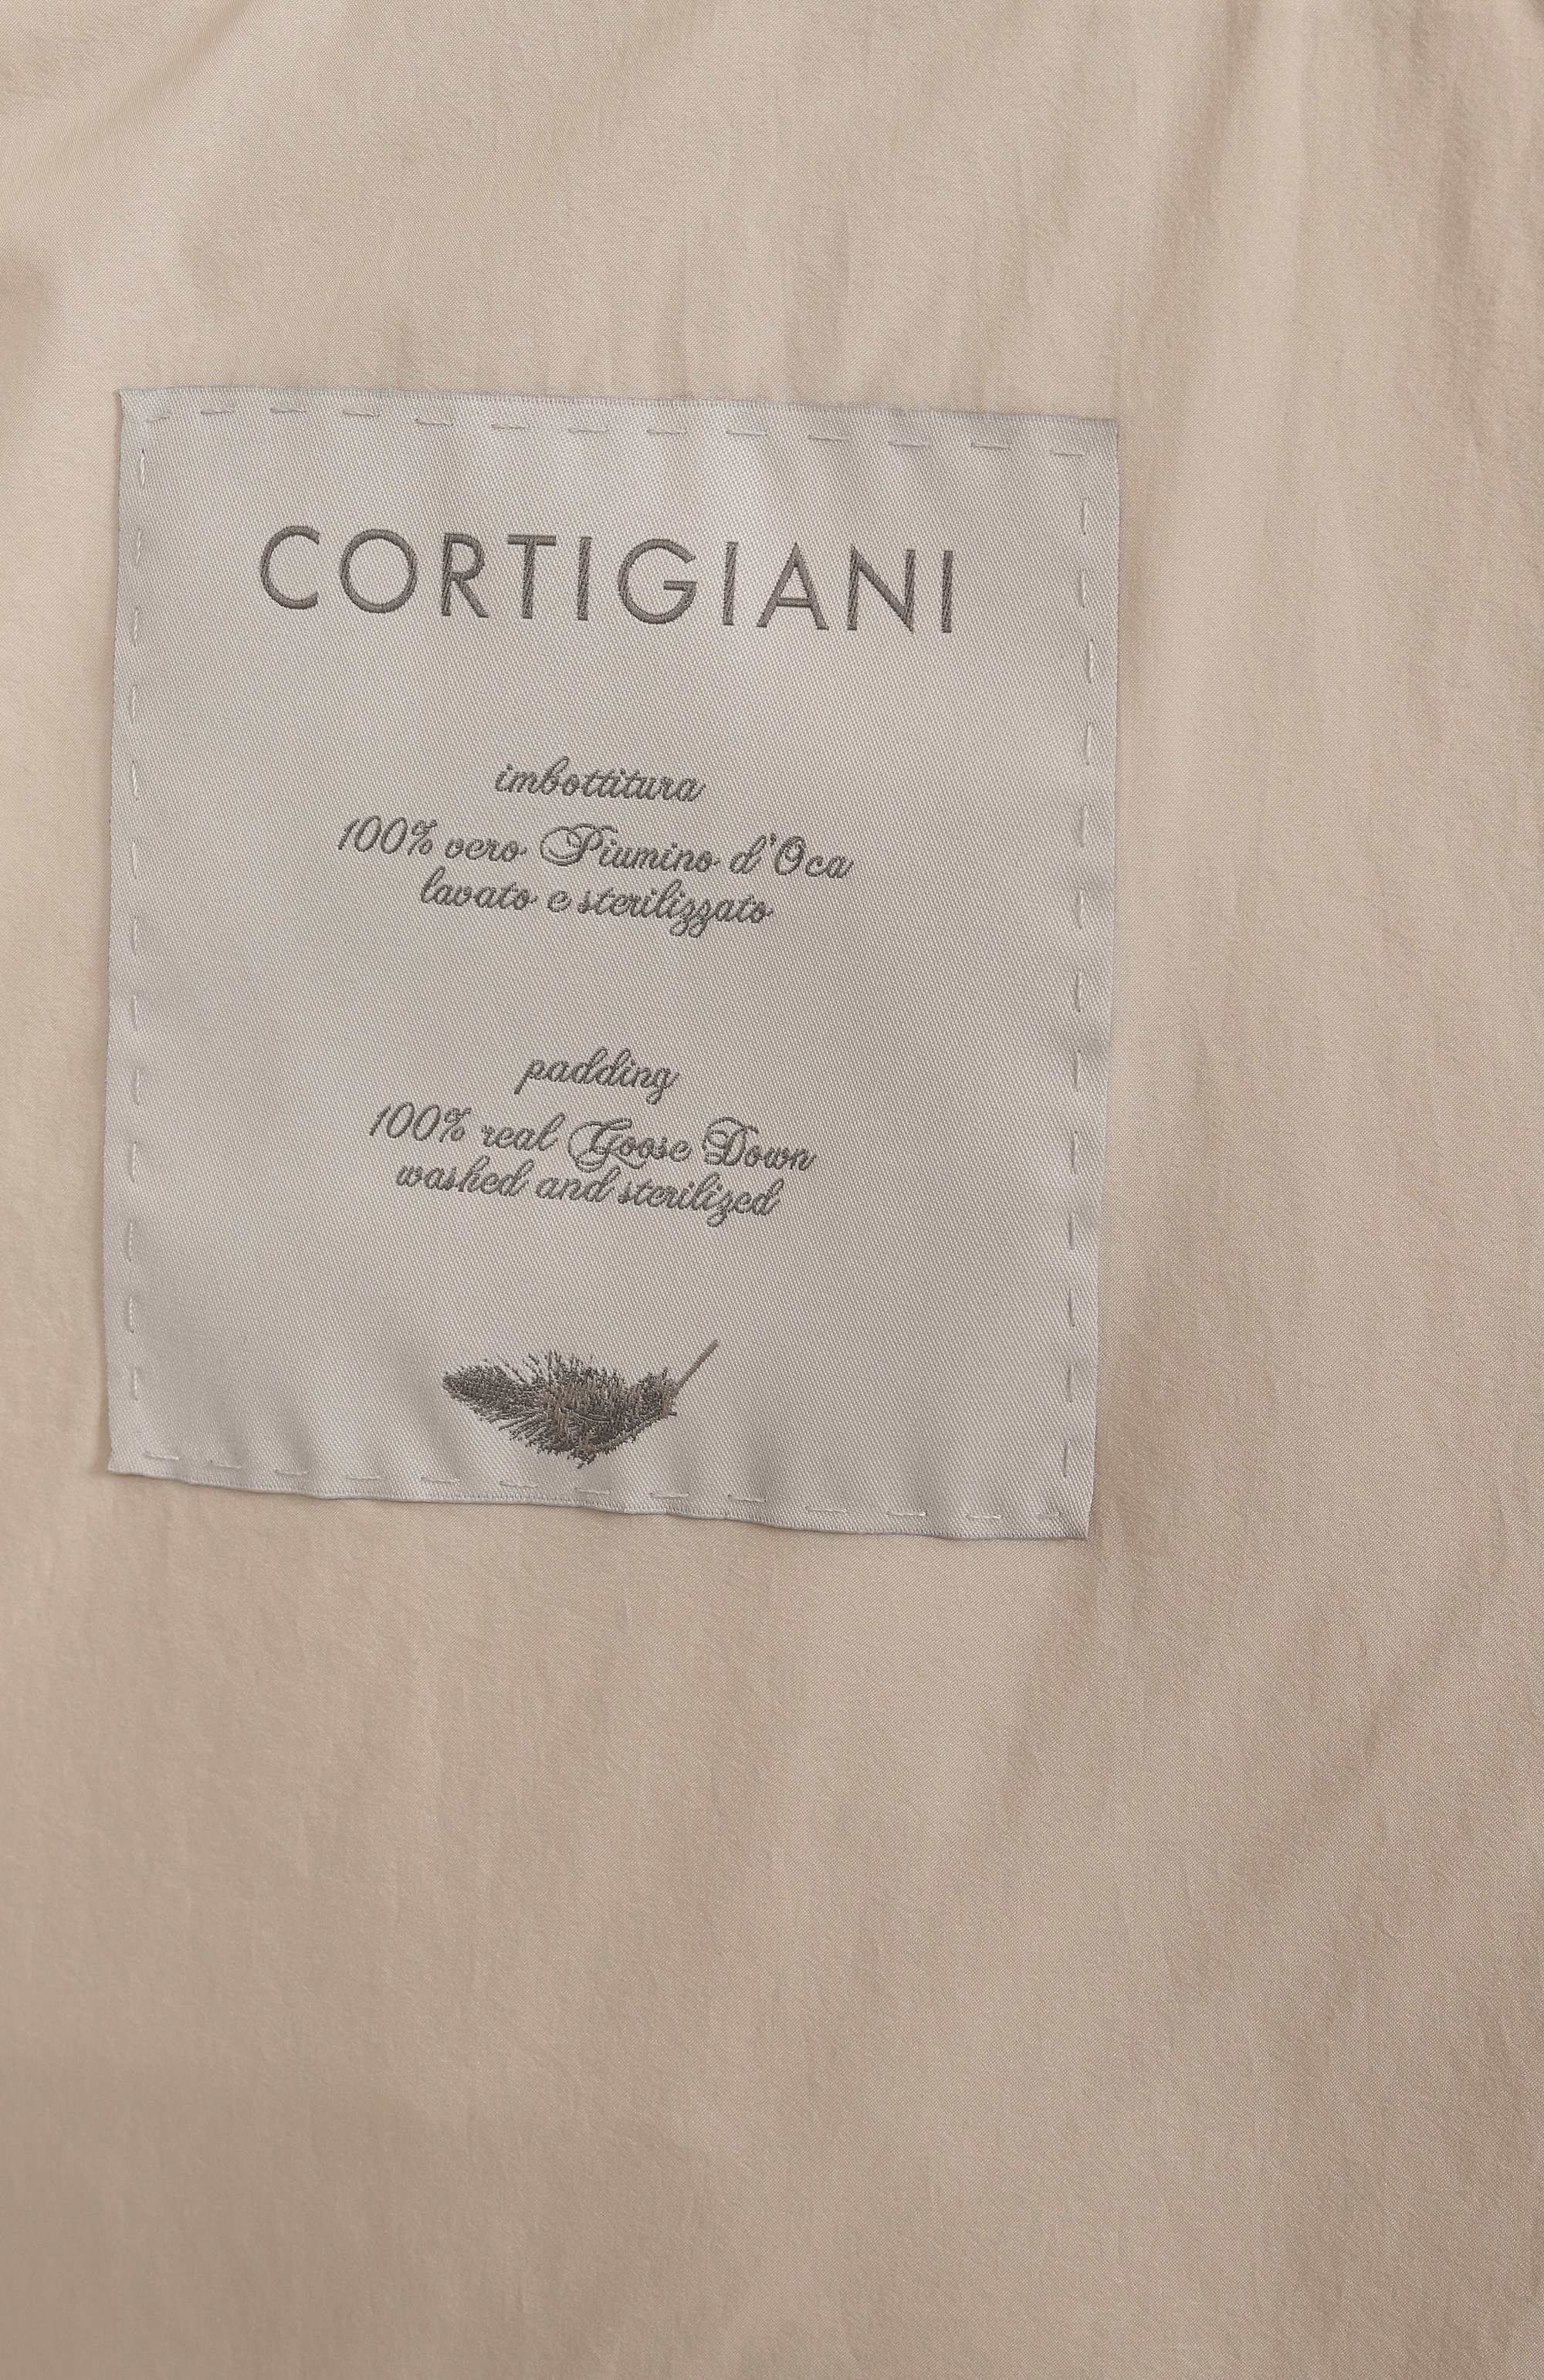 CORTIGIANI
imbottitura
100% vero Piumino d'Oca
lavato e sterilizzato
padding
100% real Goose Down
washed and sterilized